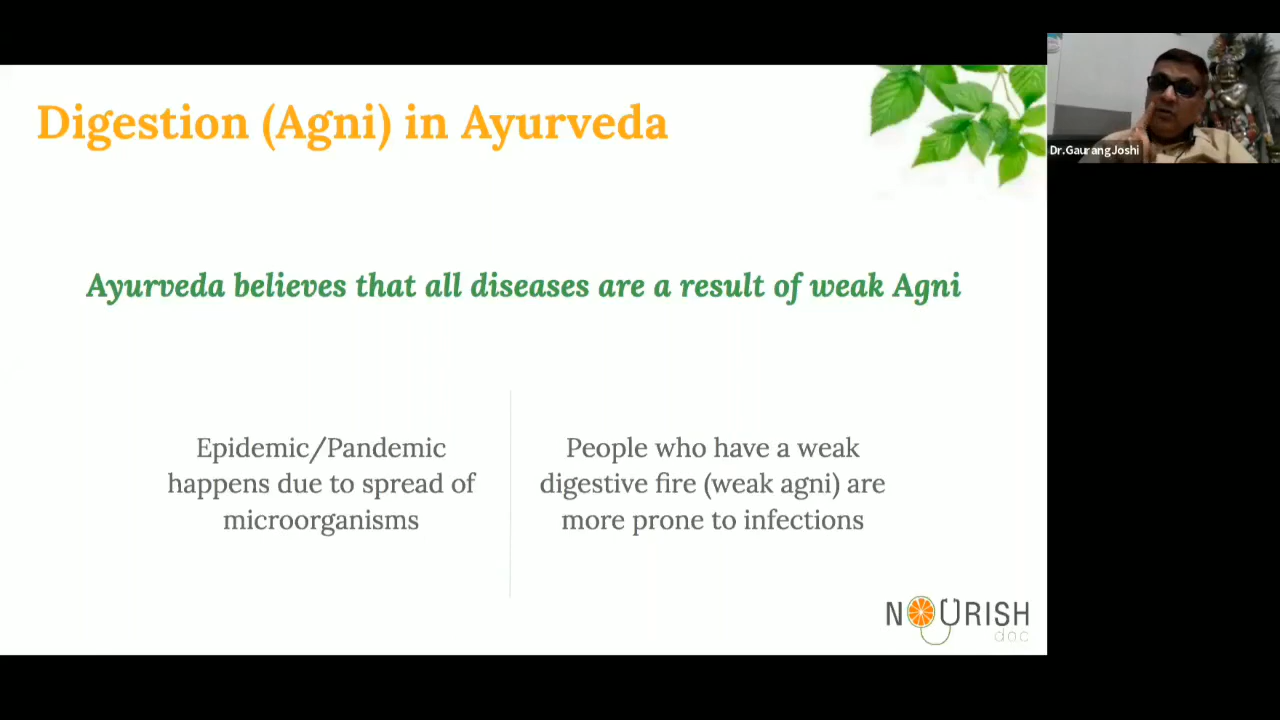 Digestion (Agni) in Ayurveda
Dr.GaurangJoshi
Ayurveda believes that all diseases are a result of weak Agni
Epidemic/Pandemic
happens due to spread of
microorganisms
People who have a weak
digestive fire (weak agni) are
more prone to infections
NOURISH
doc